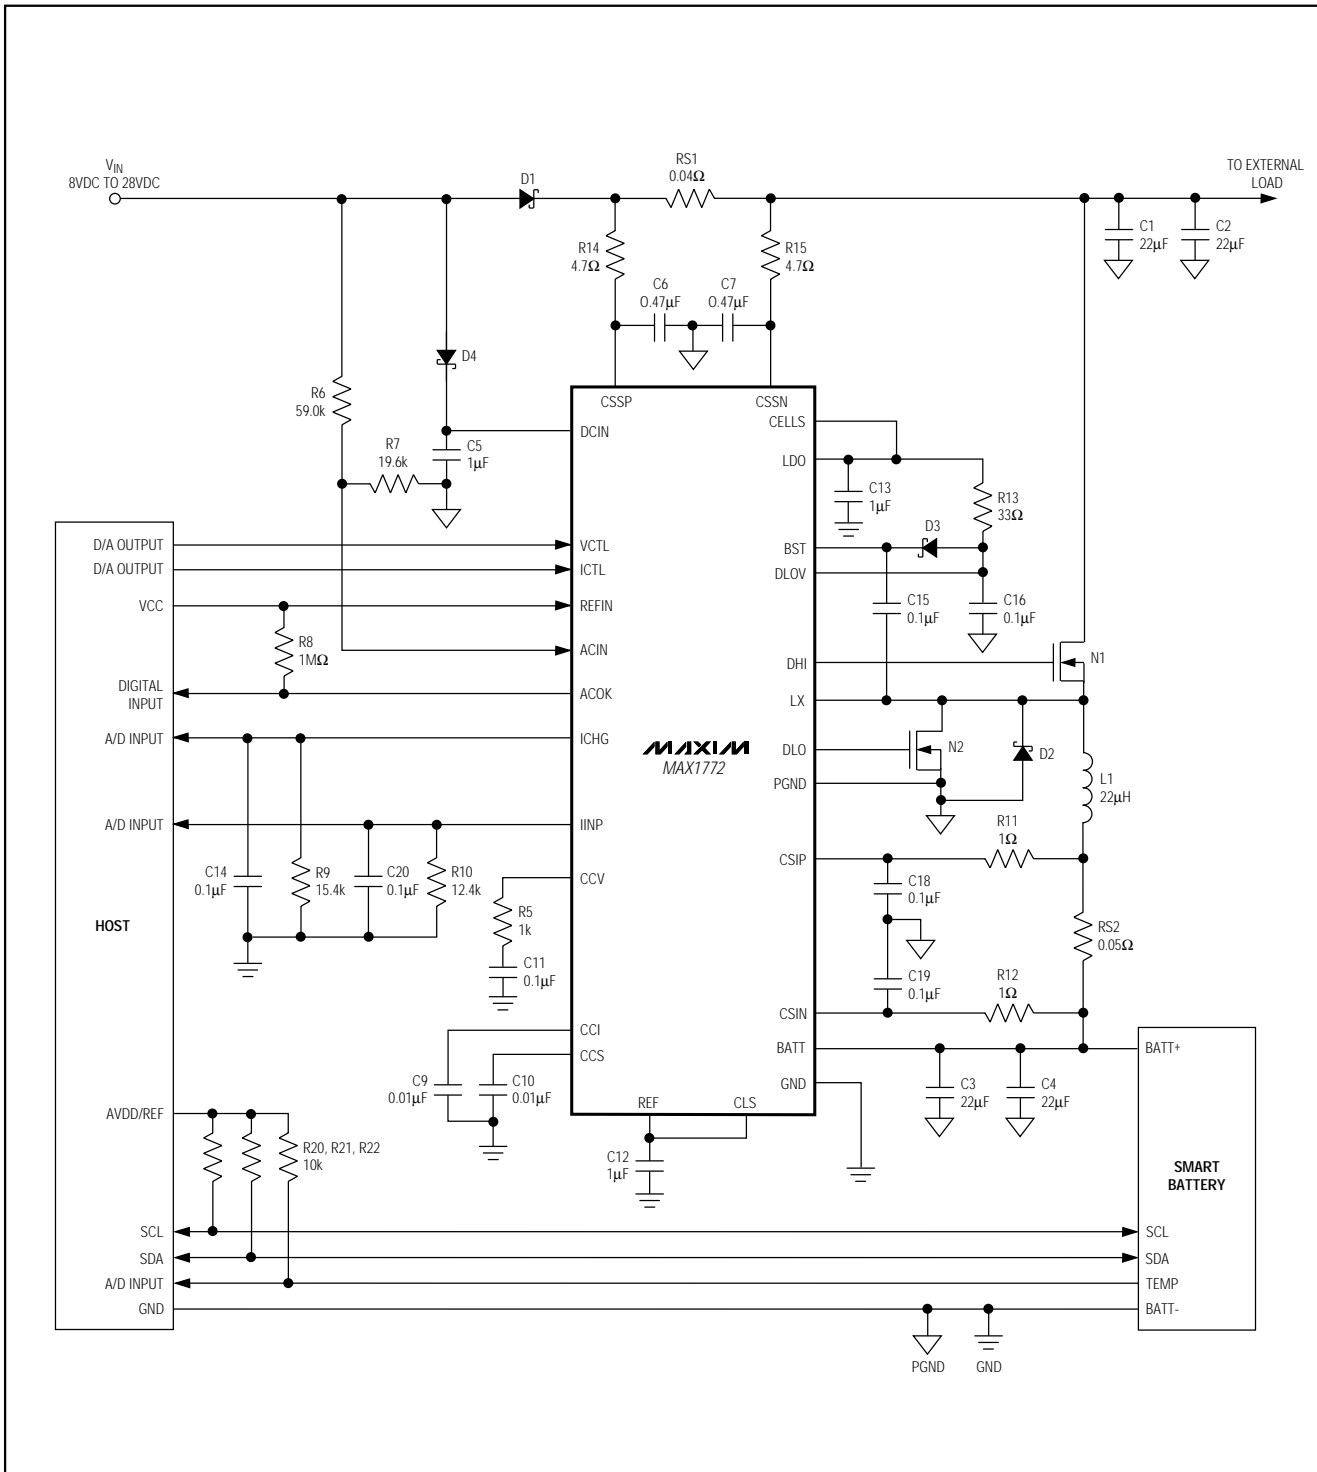 VIN
8VDC TO 28VDC
D1
RS1
0.04Ω
TO EXTERNAL
LOAD
C1
22µF
C2
22µF
R14
4.7Ω
R15
4.7Ω
C6
0.47µF
C7
0.47µF
D4
R6
59.0k
R7
19.6k
C5
1µF
CSSP
CSSN
DCIN
CELLS
LDO
C13
1µF
R13
33Ω
D3
BST
DLOV
C15
0.1µF
C16
0.1µF
D/A OUTPUT
VCTL
D/A OUTPUT
ICTL
VCC
REFIN
R8
1MΩ
ACIN
DHI
N1
DIGITAL
INPUT
ACOK
LX
A/D INPUT
ICHG
MAXIM
MAX1772
DLO
N2
D2
PGND
L1
22µH
A/D INPUT
IINP
R11
1Ω
CSIP
C14
0.1µF
R9
15.4k
C20
0.1µF
R10
12.4k
CCV
C18
0.1µF
R5
1k
HOST
RS2
0.05Ω
C11
0.1µF
C19
0.1µF
R12
1Ω
CSIN
CCI
BATT
BATT+
CCS
GND
C9
0.01µF
C10
0.01µF
C3
22µF
C4
22µF
REF
CLS
AVDD/REF
R20, R21, R22
10k
C12
1µF
SMART
BATTERY
SCL
SCL
SDA
SDA
A/D INPUT
TEMP
GND
BATT-
PGND
GND